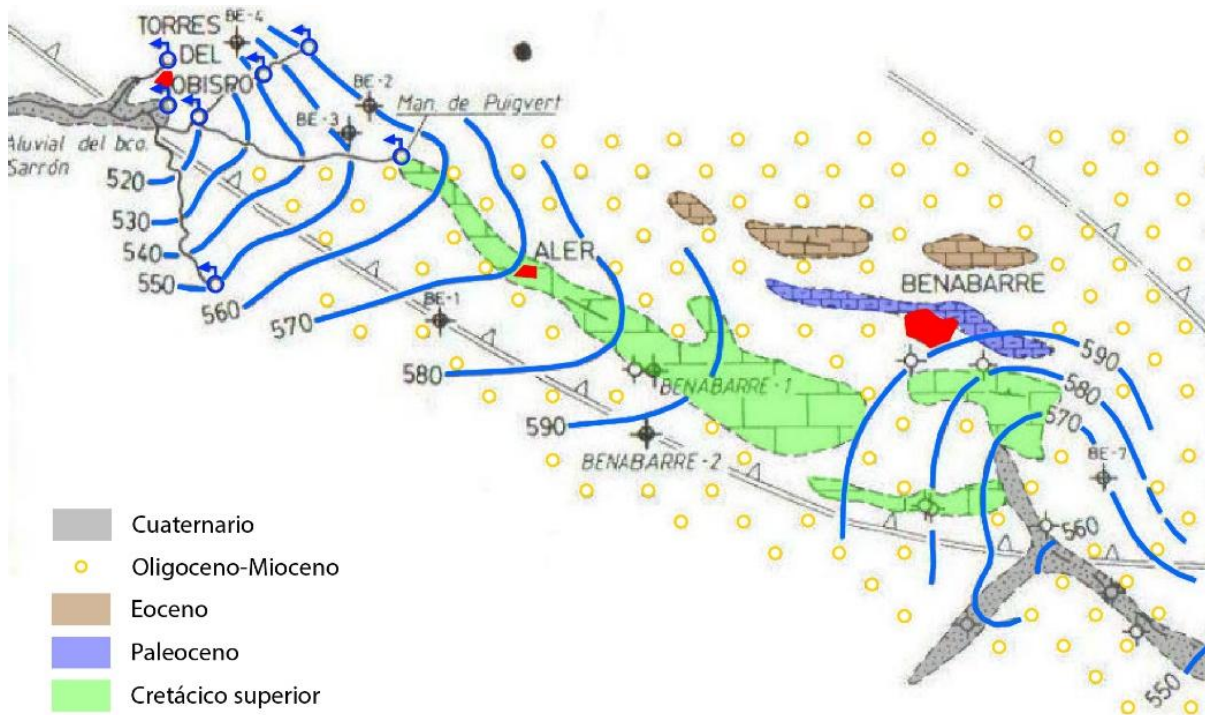 TORRES
DEL
OBISPO
BE-4
BE-2
BE-3
Man. de Puigvert
Aluvial del bco.
Sarrón
520
530
540
550
560
570
580
590
BE-1
ALER
BENABARRE
BENABARRE-1
BENABARRE-2
590
580
570
BE-7
560
550
Cuaternario
Oligoceno-Mioceno
Eoceno
Paleoceno
Cretácico superior